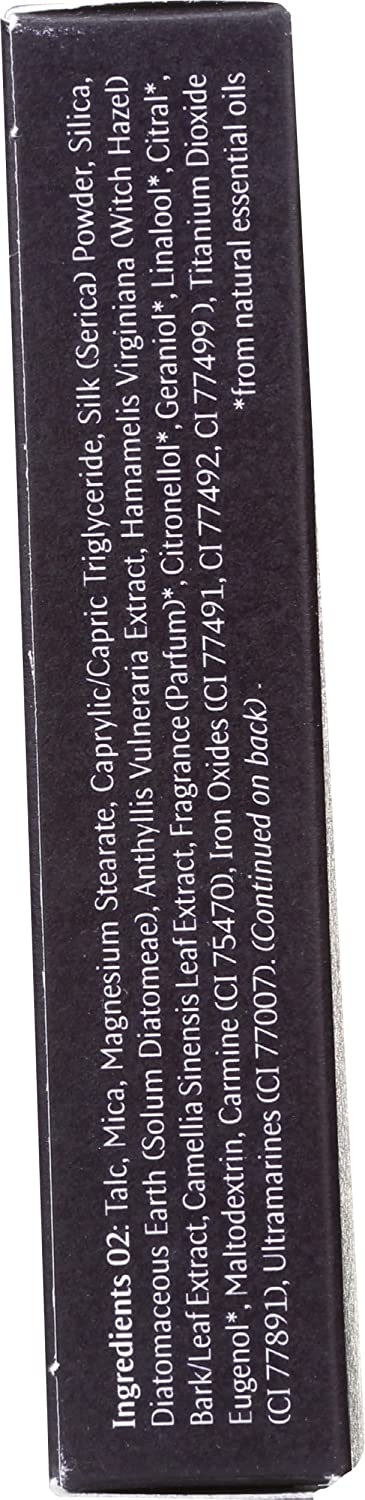 Ingredients 02: Talc, Mica, Magnesium Stearate, Caprylic/Capric Triglyceride, Silk (Serica) Powder, Silica,
Diatomaceous Earth (Solum Diatomeae), Anthyllis Vulneraria Extract, Hamamelis Virginiana (Witch Hazel)
Bark/Leaf Extract, Camellia Sinensis Leaf Extract, Fragrance (Parfum)*, Citronellol*, Geraniol*, Linalool*, Citral*,
Eugenol*, Maltodextrin, Carmine (CI 75470), Iron Oxides (CI 77491, CI 77492, CI 77499 ), Titanium Dioxide
(CI 77891), Ultramarines (CI 77007). (Continued on back) . *from natural essential oils